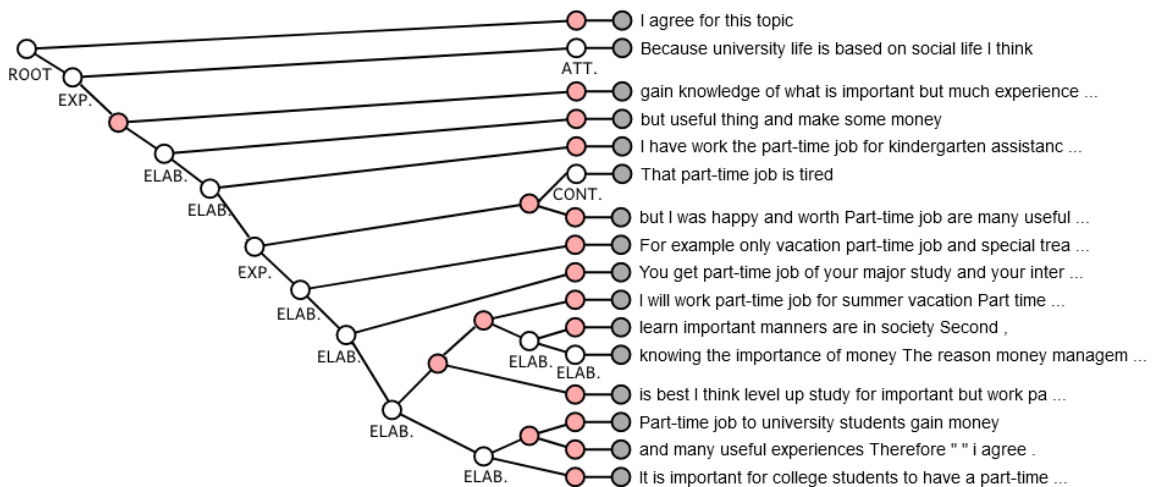 I agree for this topic
ROOT
Because university life is based on social life I think
ATT.
EXP.
gain knowledge of what is important but much experience ...
but useful thing and make some money
ELAB.
I have work the part-time job for kindergarten assistanc ...
ELAB.
That part-time job is tired
CONT.
but I was happy and worth Part-time job are many useful ...
EXP.
For example only vacation part-time job and special trea ...
ELAB.
You get part-time job of your major study and your inter ...
ELAB.
I will work part-time job for summer vacation Part time ...
learn important manners are in society Second ,
ELAB.
knowing the importance of money The reason money managem ...
ELAB.
is best I think level up study for important but work pa ...
ELAB.
Part-time job to university students gain money
and many useful experiences Therefore " " i agree .
ELAB.
It is important for college students to have a part-time ...